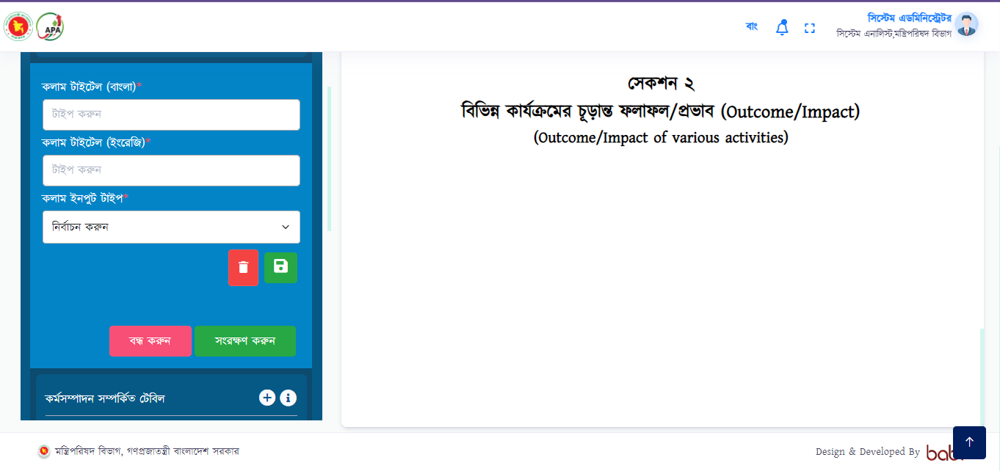 APA
বাং
সিস্টেম এডমিনিস্ট্রেটর
সিস্টেম এনালিস্ট,মন্ত্রিপরিষদ বিভাগ
কলাম টাইটেল (বাংলা)*
টাইপ করুন
কলাম টাইটেল (ইংরেজি)*
টাইপ করুন
কলাম ইনপুট টাইপ*
নির্বাচন করুন
বন্ধ করুন
সংরক্ষণ করুন
কর্মসম্পাদন সম্পর্কিত টেবিল
সেকশন ২
বিভিন্ন কার্যক্রমের চূড়ান্ত ফলাফল/প্রভাব (Outcome/Impact)
(Outcome/Impact of various activities)
মন্ত্রিপরিষদ বিভাগ, গণপ্রজাতন্ত্রী বাংলাদেশ সরকার
Design & Developed By